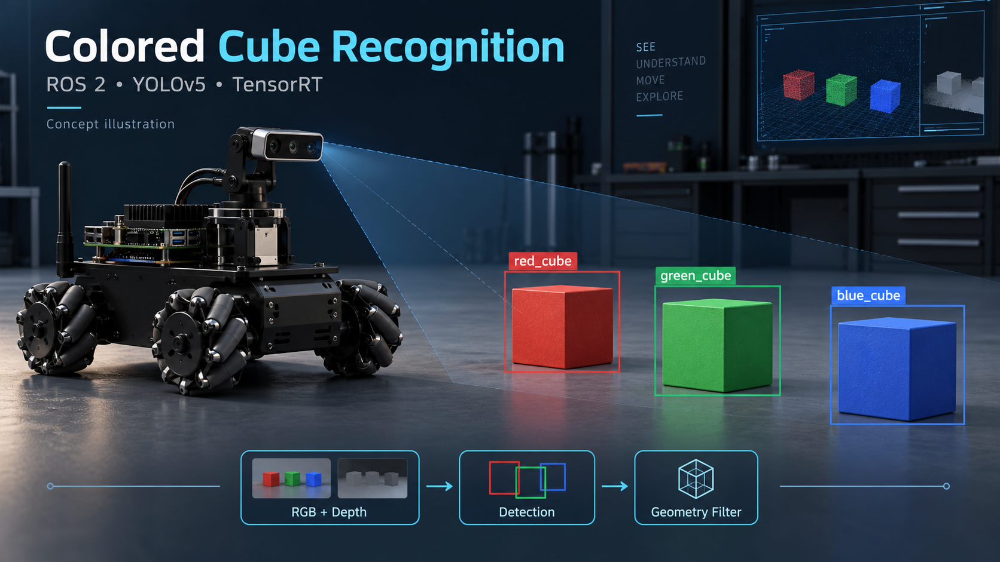 Colored Cube Recognition
ROS 2 • YOLOv5 • TensorRT
Concept illustration
SEE
UNDERSTAND
MOVE
EXPLORE
red_cube
green_cube
blue_cube
RGB + Depth
Detection
Geometry Filter